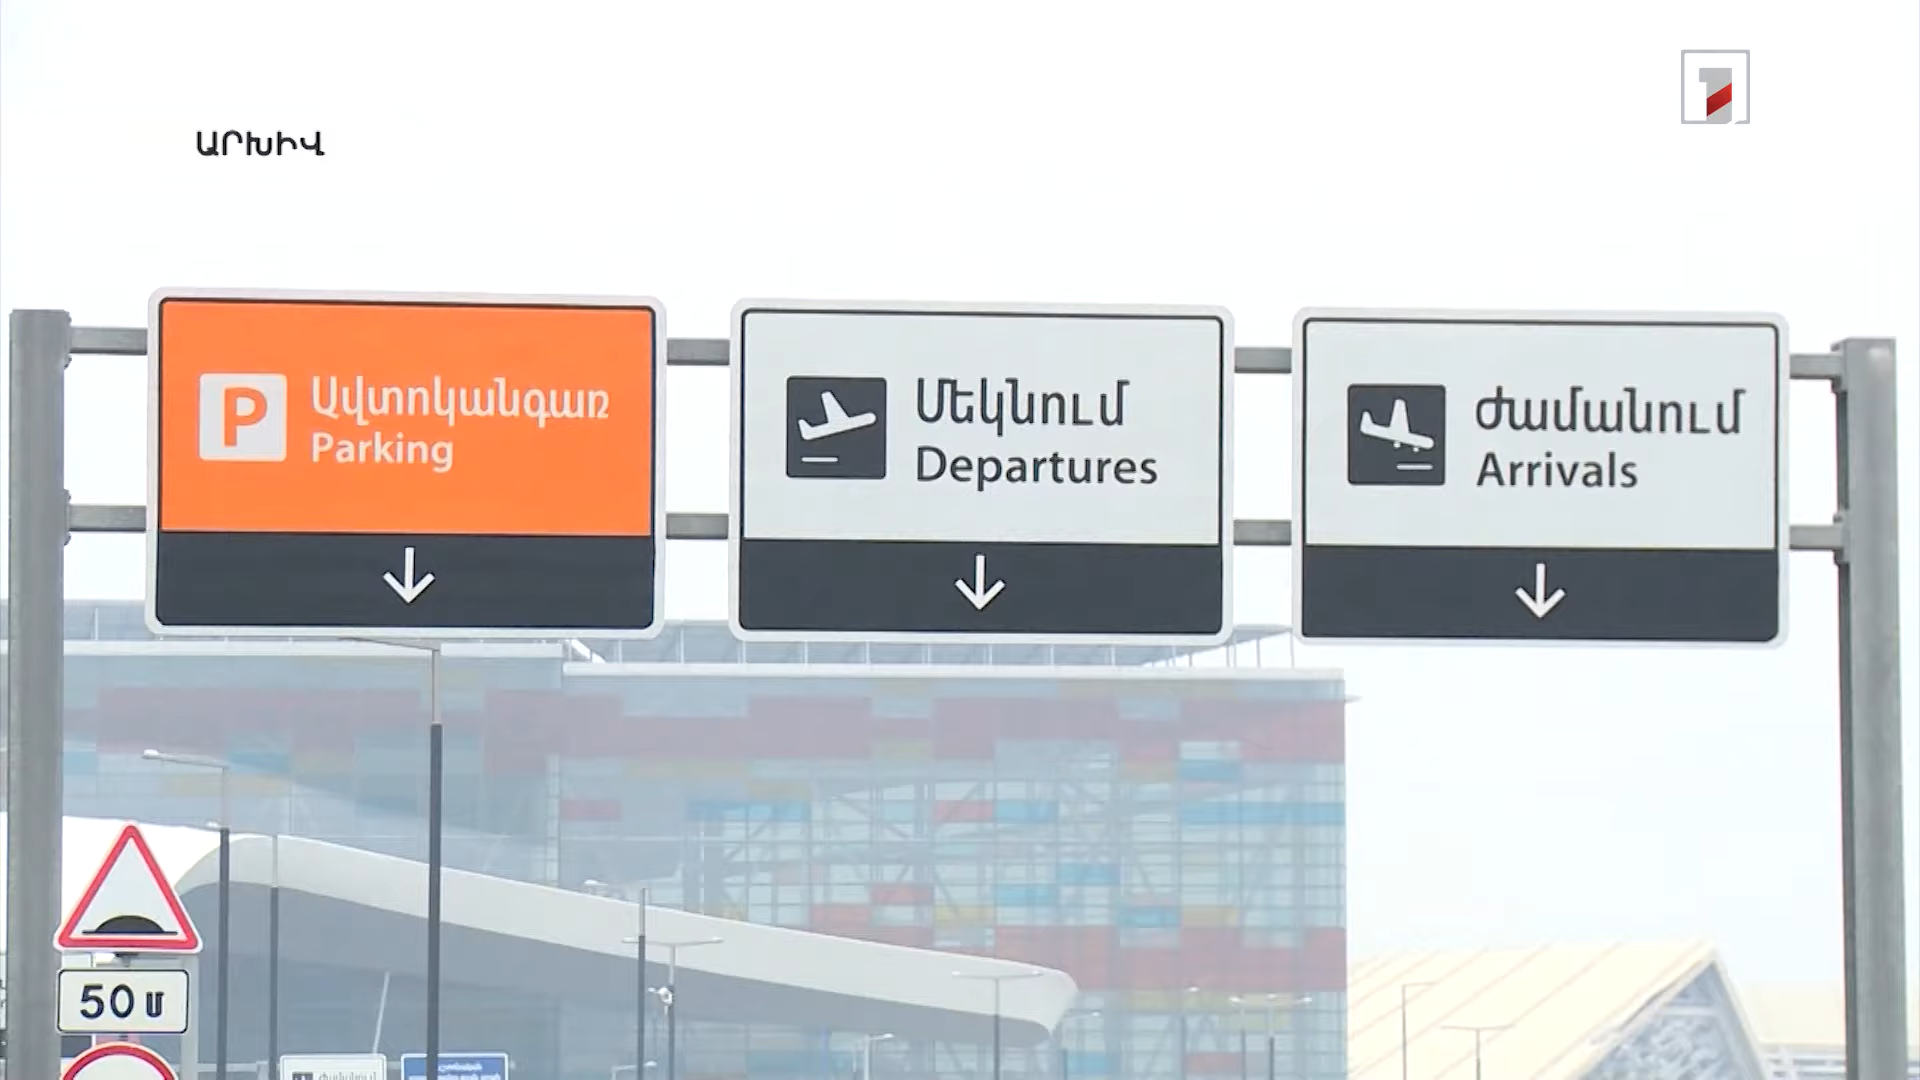 ԱՐԽԻՎ
P
Ավտոկանգառ
Parking
Մեկնում
Departures
Ժամանում
Arrivals
50 մ